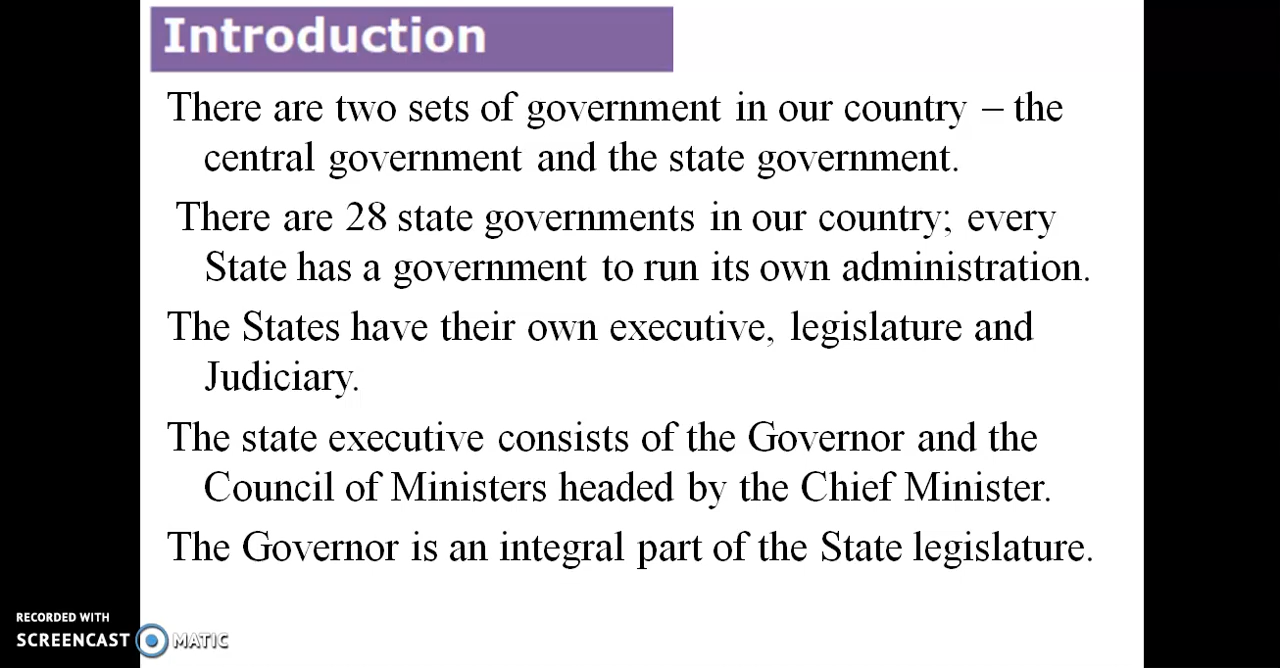 Introduction
There are two sets of government in our country – the
central government and the state government.
There are 28 state governments in our country; every
State has a government to run its own administration.
The States have their own executive, legislature and
Judiciary.
The state executive consists of the Governor and the
Council of Ministers headed by the Chief Minister.
The Governor is an integral part of the State legislature.
RECORDED WITH
SCREENCAST MATIC